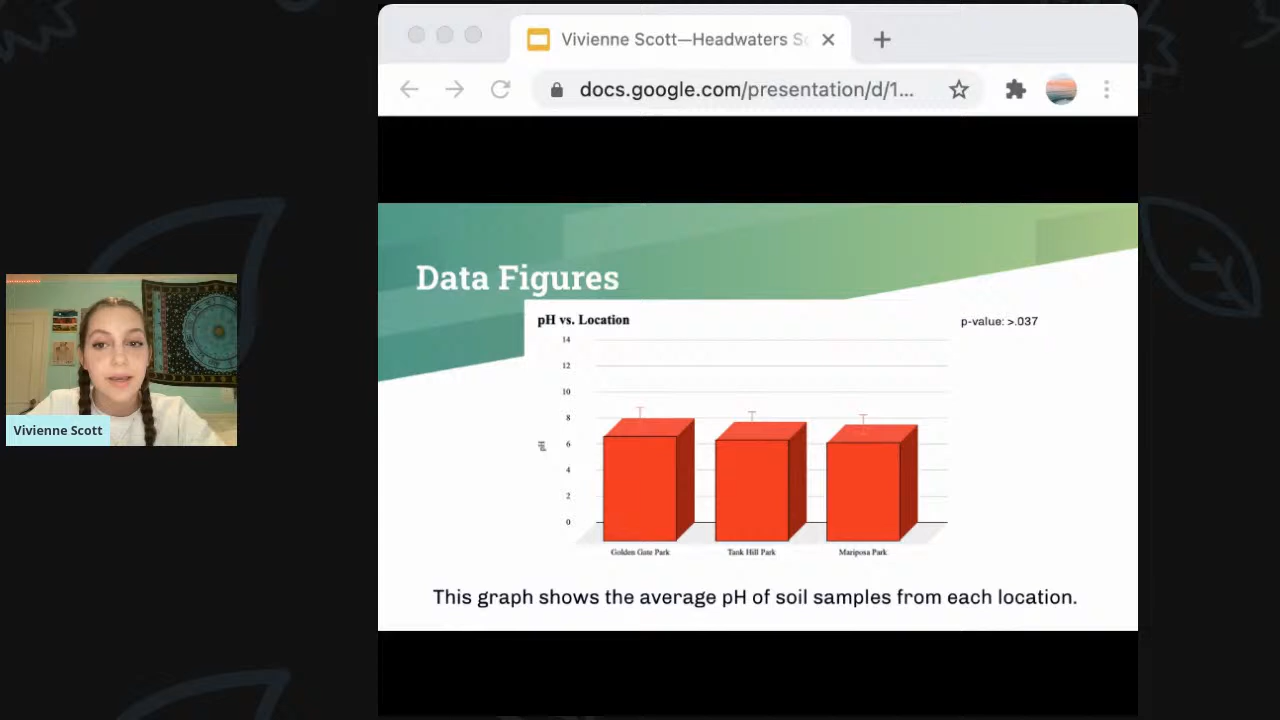 Vivienne Scott—Headwaters Sc
docs.google.com/presentation/d/1...
Data Figures
pH vs. Location
p-value: >.037
14
12
10
8
6
4
2
0
pH
Golden Gate Park
Tank Hill Park
Mariposa Park
This graph shows the average pH of soil samples from each location.
Vivienne Scott